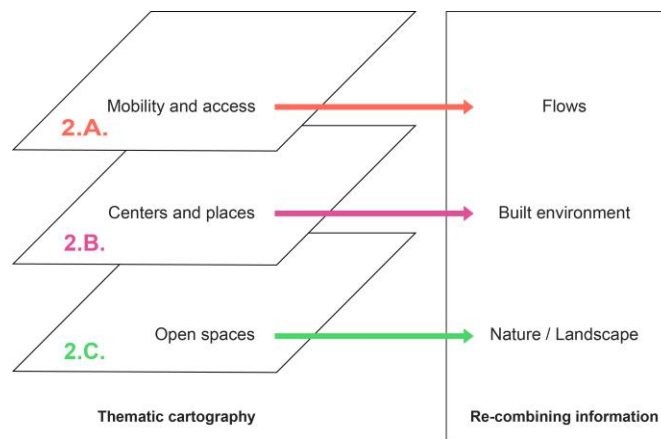 Mobility and access
Flows
2.A.
Centers and places
Built environment
2.B.
Open spaces
Nature / Landscape
2.C.
Thematic cartography
Re-combining information